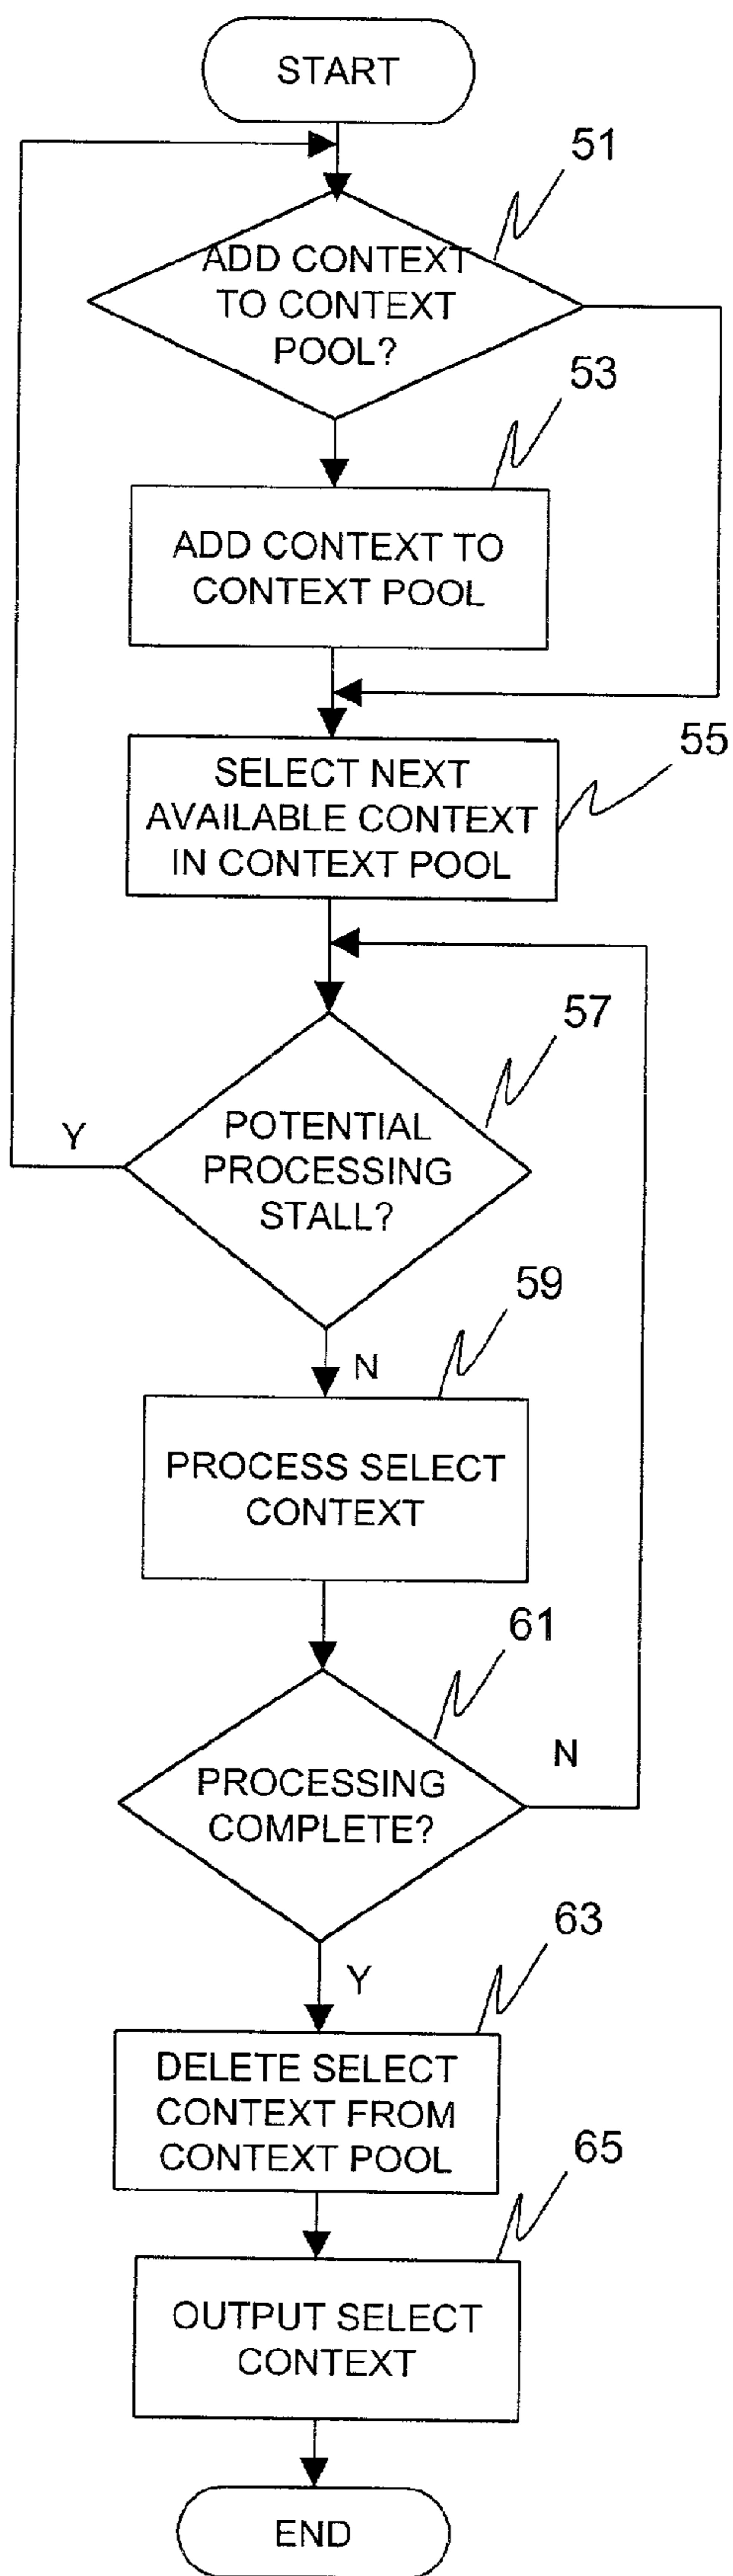 START
51
ADD CONTEXT
TO CONTEXT
POOL?
53
ADD CONTEXT TO
CONTEXT POOL
55
SELECT NEXT
AVAILABLE CONTEXT
IN CONTEXT POOL
57
POTENTIAL
PROCESSING
STALL?
Y
59
N
PROCESS SELECT
CONTEXT
61
PROCESSING
COMPLETE?
N
63
Y
DELETE SELECT
CONTEXT FROM
CONTEXT POOL
65
OUTPUT SELECT
CONTEXT
END